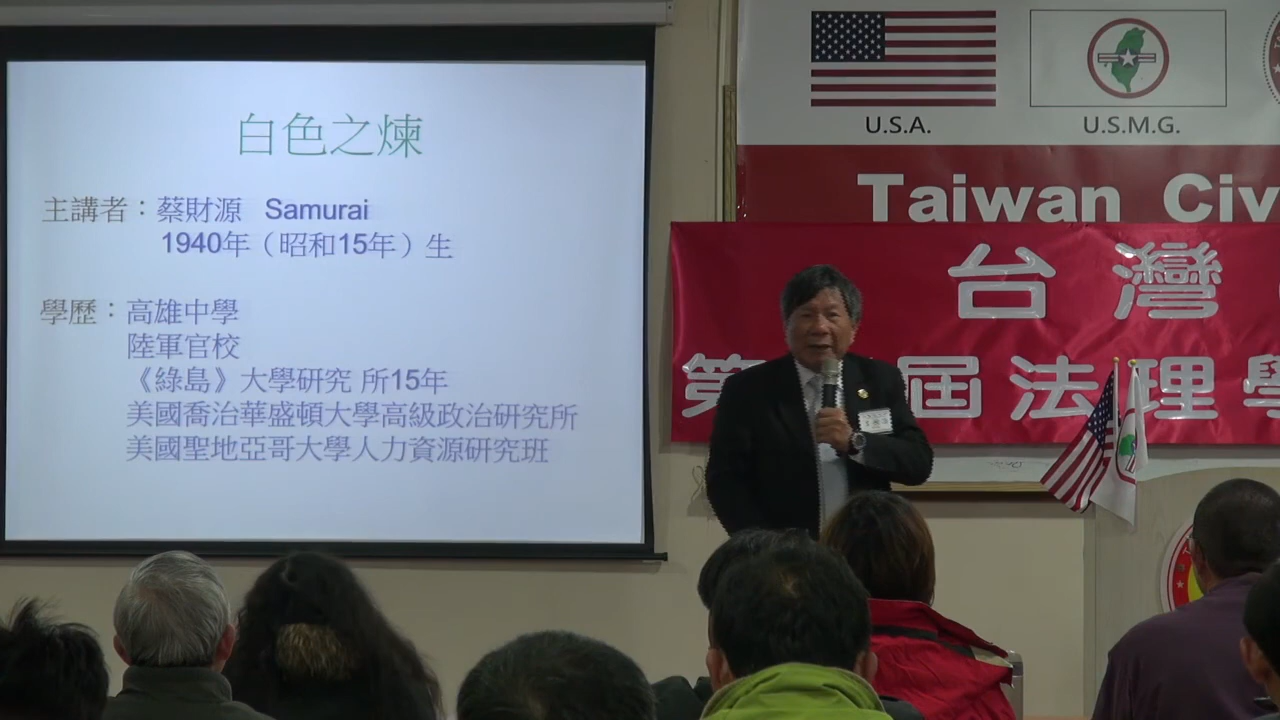 白色之煉
主講者：蔡財源 Samurai
1940年（昭和15年）生
學歷：高雄中學
陸軍官校
《綠島》大學研究 所15年
美國喬治華盛頓大學高級政治研究所
美國聖地亞哥大學人力資源研究班
U.S.A.
U.S.M.G.
Taiwan Civ
台灣
第 屆法理學